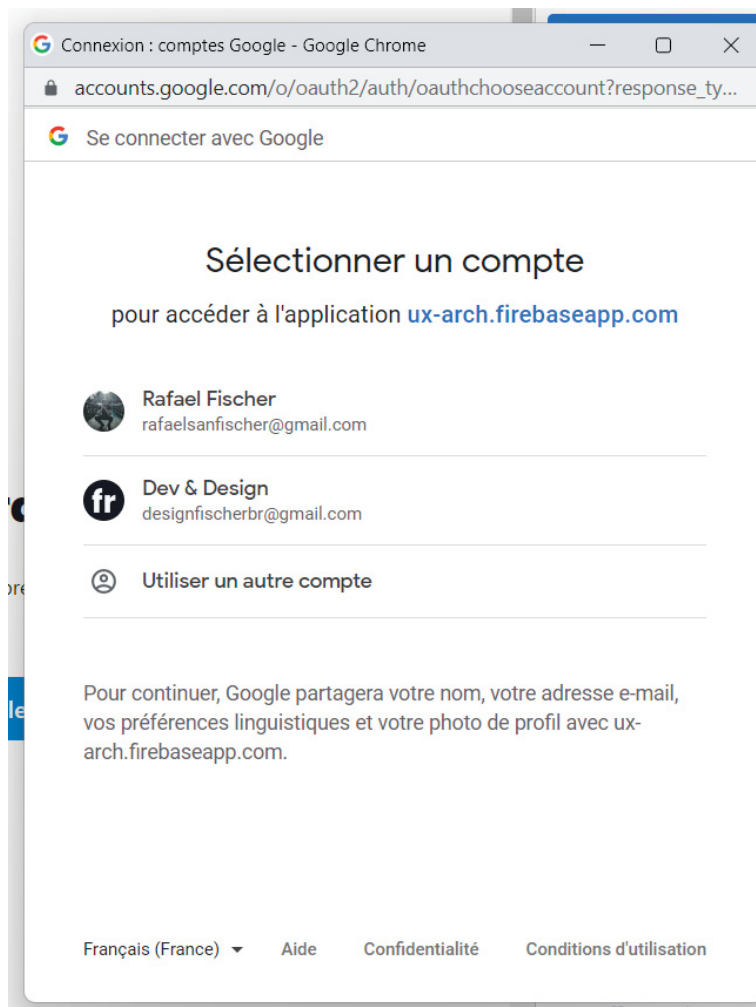 Connexion : comptes Google - Google Chrome
accounts.google.com/o/oauth2/auth/oauthchooseaccount?response_ty...
Se connecter avec Google
Sélectionner un compte
pour accéder à l'application ux-arch.firebaseapp.com
Rafael Fischer
rafaelsanfischer@gmail.com
fr
Dev & Design
designfischerbr@gmail.com
Utiliser un autre compte
Pour continuer, Google partagera votre nom, votre adresse e-mail,
vos préférences linguistiques et votre photo de profil avec ux-
arch.firebaseapp.com.
Français (France)
Aide
Confidentialité
Conditions d'utilisation